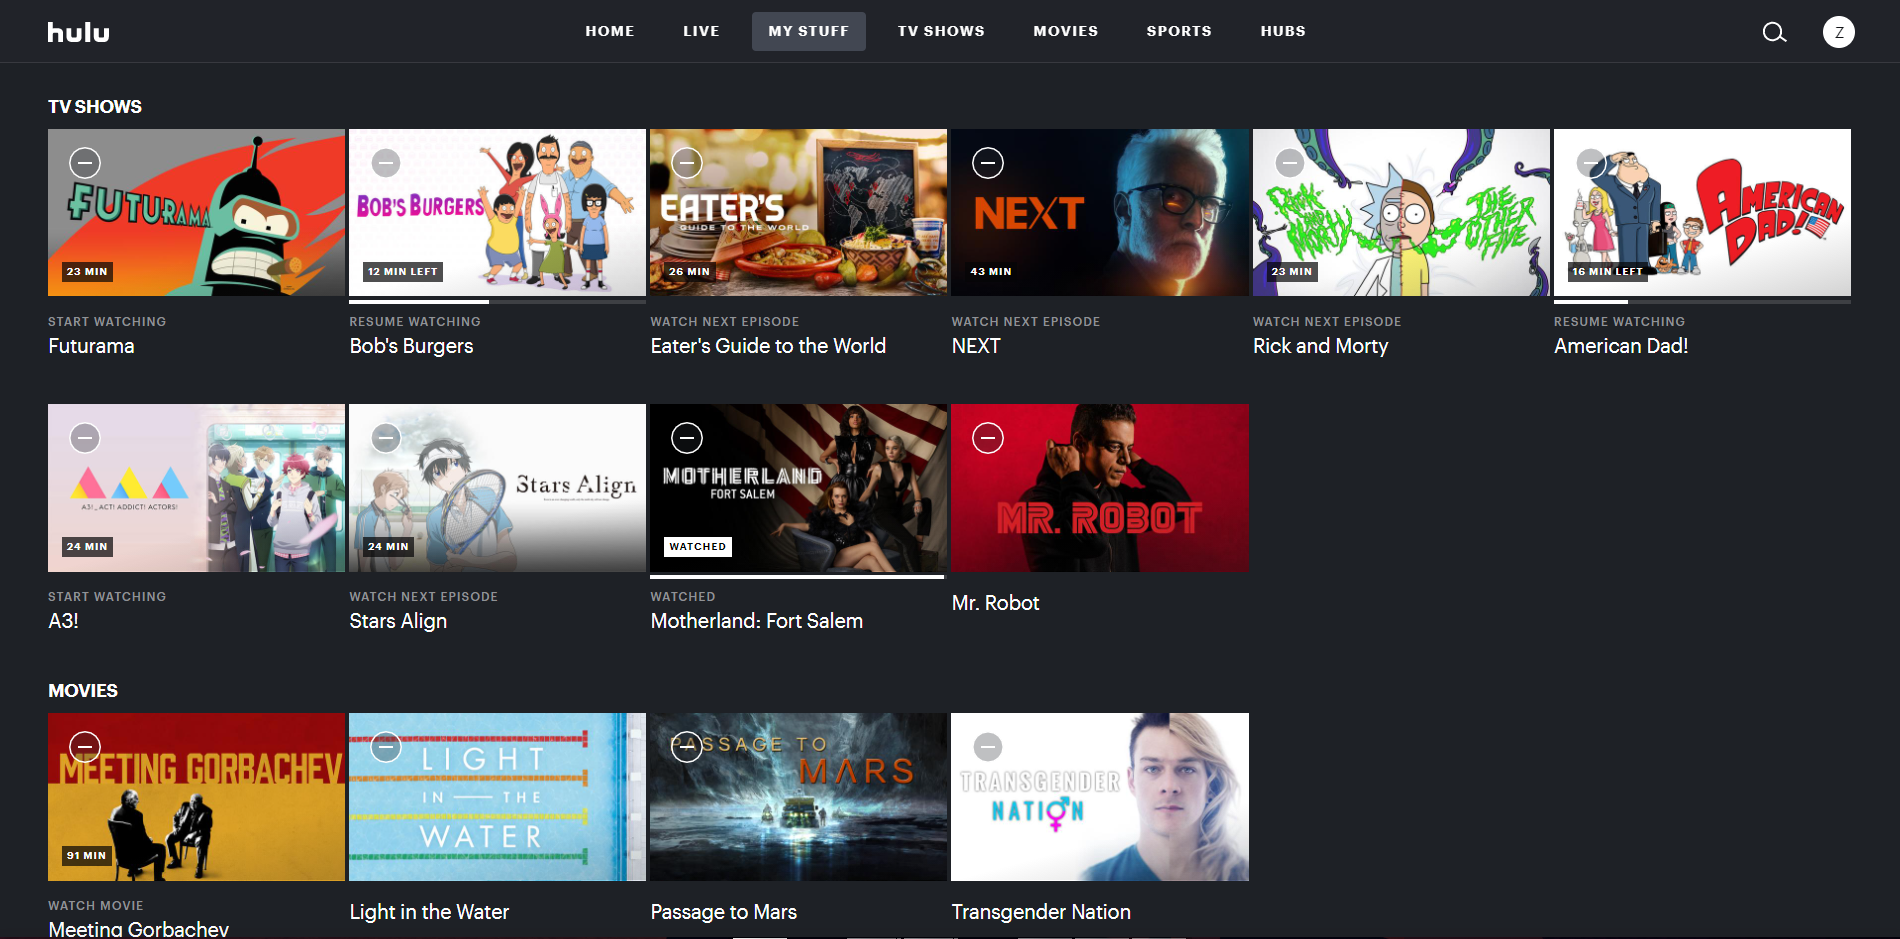 hulu
HOME LIVE MY STUFF TV SHOWS MOVIES SPORTS HUBS
Z
TV SHOWS
FUTURAMA
23 MIN
START WATCHING
Futurama
BOB'S BURGERS
12 MIN LEFT
RESUME WATCHING
Bob's Burgers
EATER'S
GUIDE TO THE WORLD
26 MIN
WATCH NEXT EPISODE
Eater's Guide to the World
NEXT
43 MIN
WATCH NEXT EPISODE
NEXT
RICK AND MORTY
THE OTHER
FIVE
23 MIN
WATCH NEXT EPISODE
Rick and Morty
AMERICAN
DAD!
16 MIN LEFT
RESUME WATCHING
American Dad!
A3!, ACT! ADDICT! ACTORS!
24 MIN
START WATCHING
A3!
Stars Align
24 MIN
WATCH NEXT EPISODE
Stars Align
MOTHERLAND
FORT SALEM
WATCHED
WATCHED
Motherland: Fort Salem
MR. ROBOT
Mr. Robot
MOVIES
MEETING GORBACHEV
91 MIN
WATCH MOVIE
Meeting Gorbachev
LIGHT
IN THE
WATER
Light in the Water
PASSAGE TO
MARS
Passage to Mars
TRANSGENDER
NATION
Transgender Nation